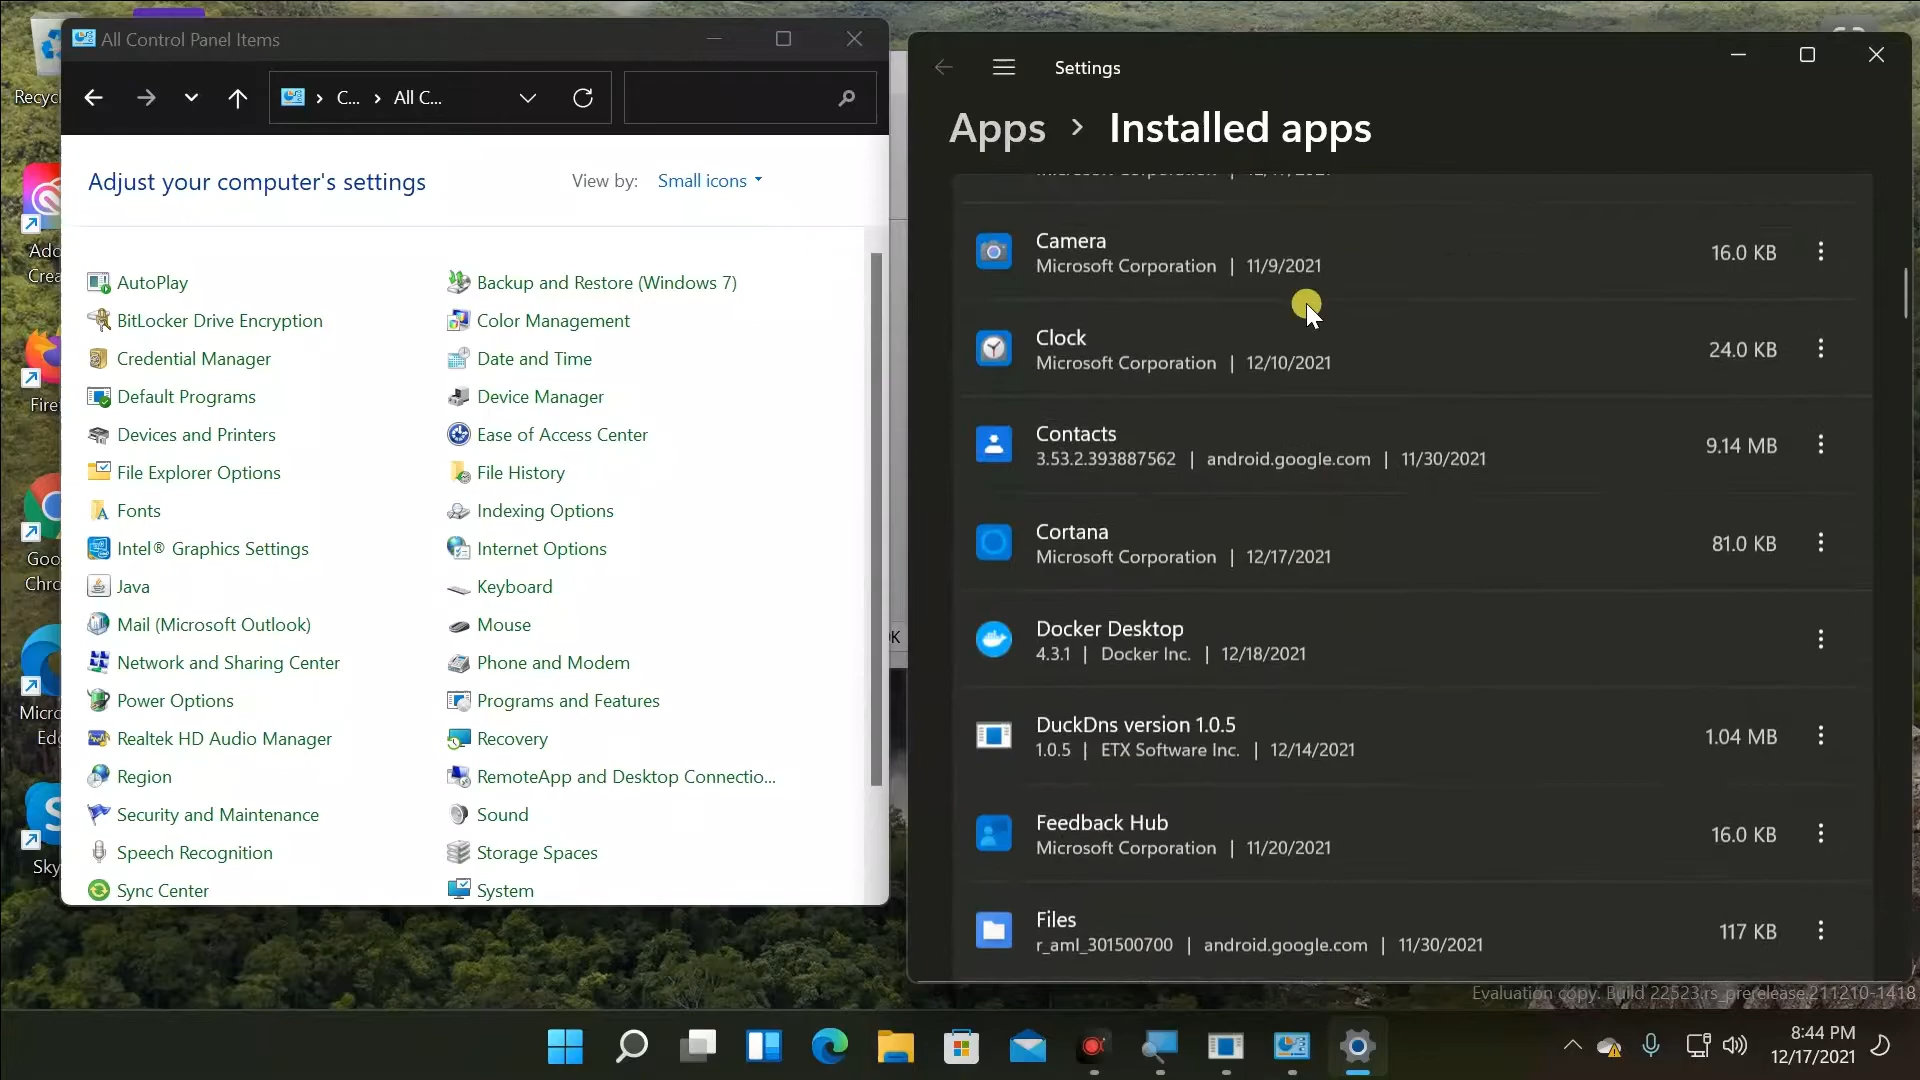 Recyc
Ado
Crea
Firef
Goo
Chro
Micro
Ed
Sky
All Control Panel Items
C...
All C...
Adjust your computer's settings
View by:
Small icons
AutoPlay
BitLocker Drive Encryption
Credential Manager
Default Programs
Devices and Printers
File Explorer Options
Fonts
Intel® Graphics Settings
Java
Mail (Microsoft Outlook)
Network and Sharing Center
Power Options
Realtek HD Audio Manager
Region
Security and Maintenance
Speech Recognition
Sync Center
Backup and Restore (Windows 7)
Color Management
Date and Time
Device Manager
Ease of Access Center
File History
Indexing Options
Internet Options
Keyboard
Mouse
Phone and Modem
Programs and Features
Recovery
RemoteApp and Desktop Connectio...
Sound
Storage Spaces
System
Settings
Apps > Installed apps
Camera
Microsoft Corporation | 11/9/2021
16.0 KB
Clock
Microsoft Corporation | 12/10/2021
24.0 KB
Contacts
3.53.2.393887562 | android.google.com | 11/30/2021
9.14 MB
Cortana
Microsoft Corporation | 12/17/2021
81.0 KB
Docker Desktop
4.3.1 | Docker Inc. | 12/18/2021
DuckDns version 1.0.5
1.0.5 | ETX Software Inc. | 12/14/2021
1.04 MB
Feedback Hub
Microsoft Corporation | 11/20/2021
16.0 KB
Files
r_aml_301500700 | android.google.com | 11/30/2021
117 KB
Evaluation copy. Build 22523.rs_prerelease.211210-1418
8:44 PM
12/17/2021